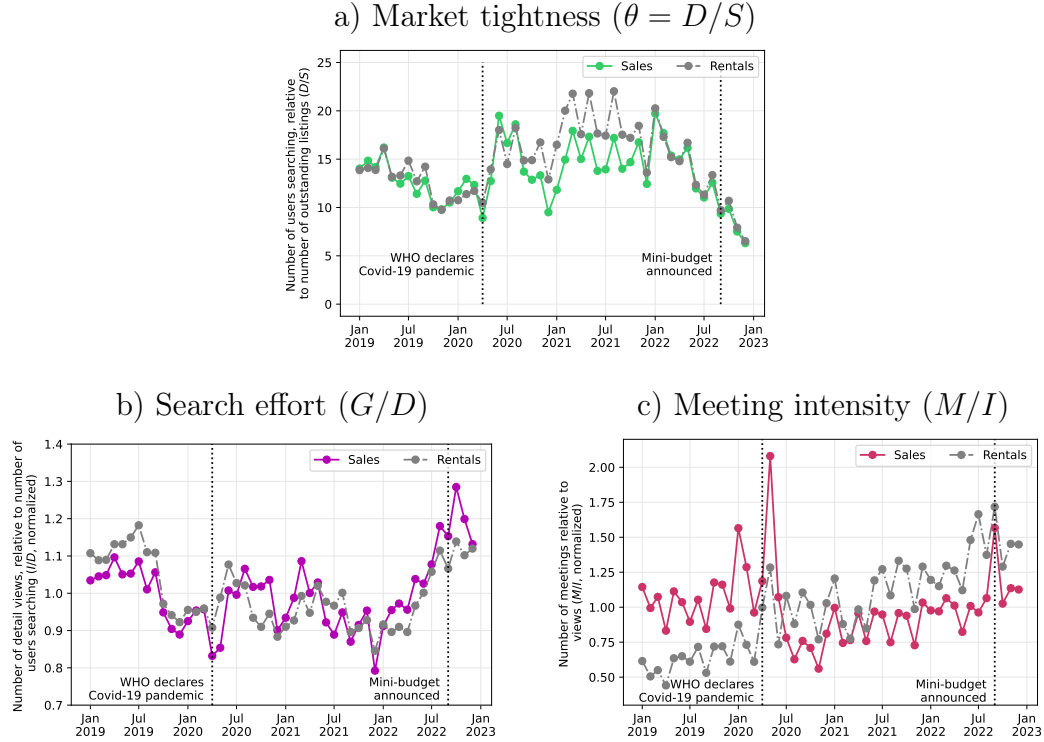 a) Market tightness (θ = D/S)
Number of users searching, relative
to number of outstanding listings (D/S)
25
20
15
10
5
0
Sales
Rentals
WHO declares
Covid-19 pandemic
Mini-budget
announced
Jan
2019
Jul
2019
Jan
2020
Jul
2020
Jan
2021
Jul
2021
Jan
2022
Jul
2022
Jan
2023
b) Search effort (G/D)
Number of detail views, relative to number of
users searching (I/D, normalized)
1.4
1.3
1.2
1.1
1.0
0.9
0.8
0.7
Sales
Rentals
WHO declares
Covid-19 pandemic
Mini-budget
announced
Jan
2019
Jul
2019
Jan
2020
Jul
2020
Jan
2021
Jul
2021
Jan
2022
Jul
2022
Jan
2023
c) Meeting intensity (M/I)
Number of meetings relative to
views (M/I, normalized)
2.00
1.75
1.50
1.25
1.00
0.75
0.50
Sales
Rentals
WHO declares
Covid-19 pandemic
Mini-budget
announced
Jan
2019
Jul
2019
Jan
2020
Jul
2020
Jan
2021
Jul
2021
Jan
2022
Jul
2022
Jan
2023